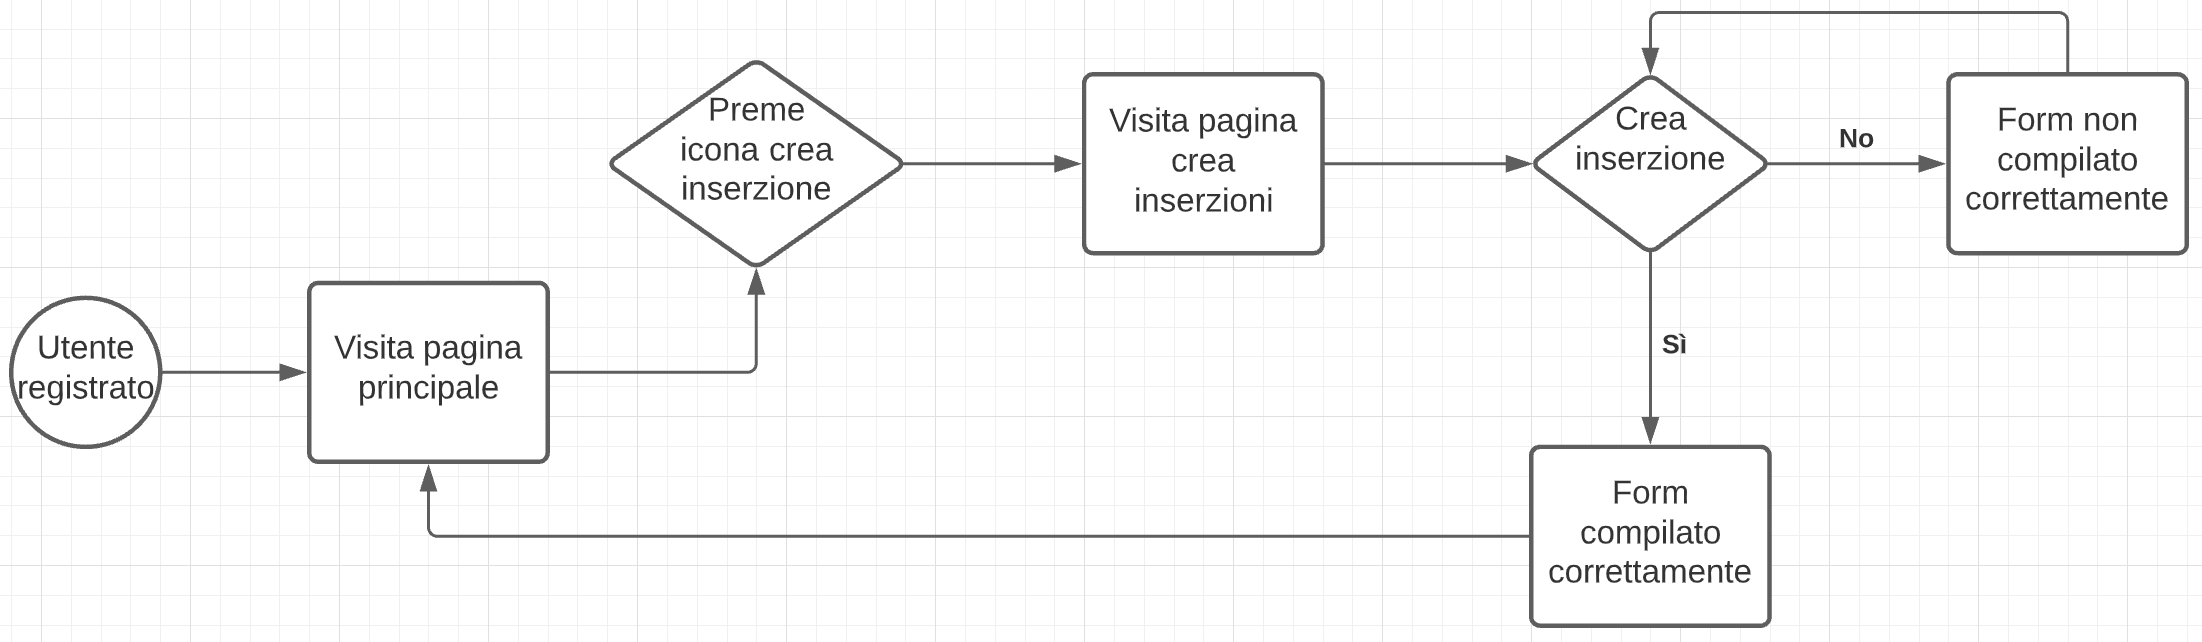 Utente
registrato
Visita pagina
principale
Preme
icona crea
inserzione
Visita pagina
crea
inserzioni
Crea
inserzione
No
Form non
compilato
correttamente
Sì
Form
compilato
correttamente